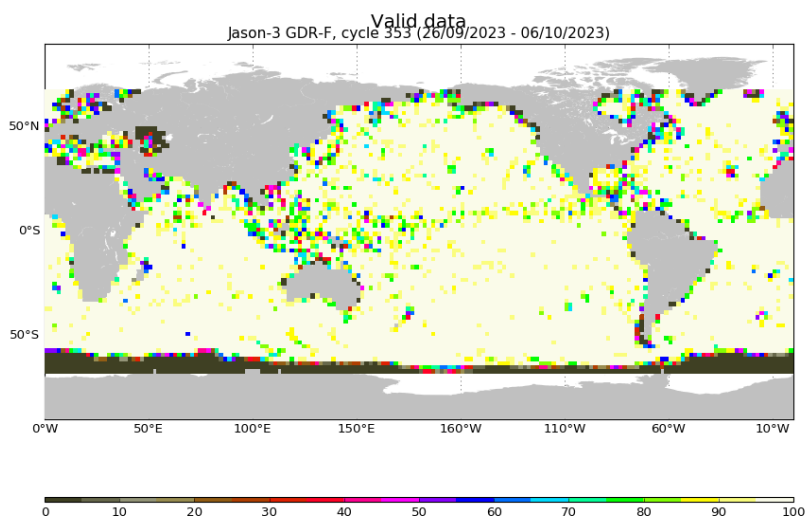 Valid data
Jason-3 GDR-F, cycle 353 (26/09/2023 - 06/10/2023)
50°N
0°S
50°S
0°W 50°E 100°E 150°E 160°W 110°W 60°W 10°W
0 10 20 30 40 50 60 70 80 90 100